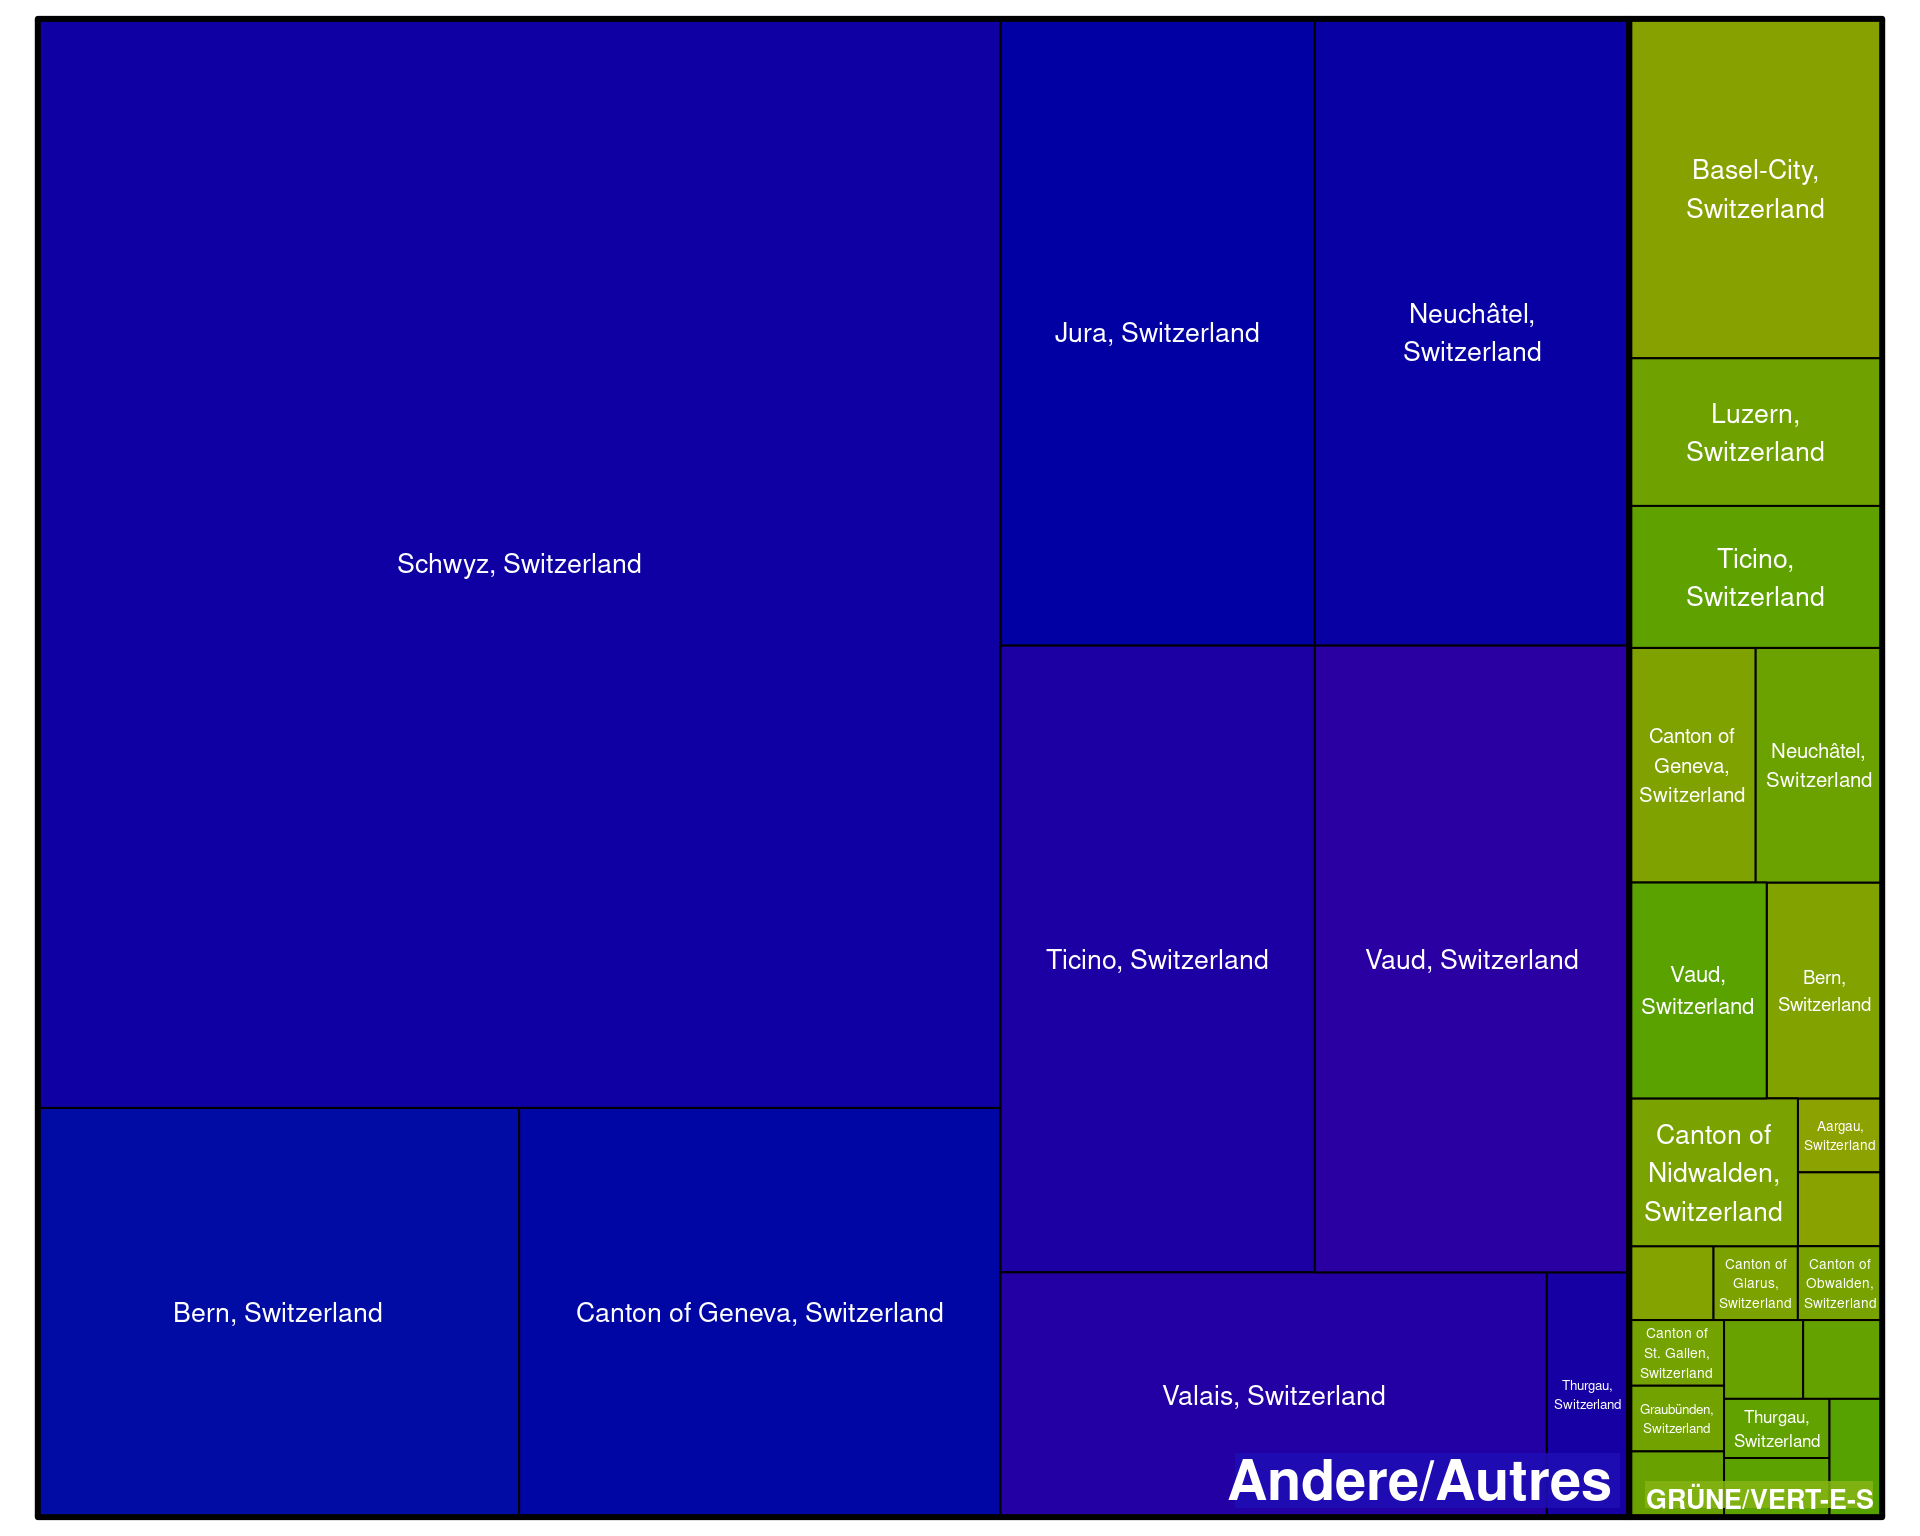 Schwyz, Switzerland
Bern, Switzerland
Canton of Geneva, Switzerland
Jura, Switzerland
Neuchâtel,
Switzerland
Ticino, Switzerland
Vaud, Switzerland
Valais, Switzerland
Thurgau,
Switzerland
Andere/Autres
Basel-City,
Switzerland
Luzern,
Switzerland
Ticino,
Switzerland
Canton of
Geneva,
Switzerland
Neuchâtel,
Switzerland
Vaud,
Switzerland
Bern,
Switzerland
Canton of
Nidwalden,
Switzerland
Aargau,
Switzerland
Canton of
Glarus,
Switzerland
Canton of
Obwalden,
Switzerland
Canton of
St. Gallen,
Switzerland
Graubünden,
Switzerland
Thurgau,
Switzerland
GRÜNE/VERT-E-S